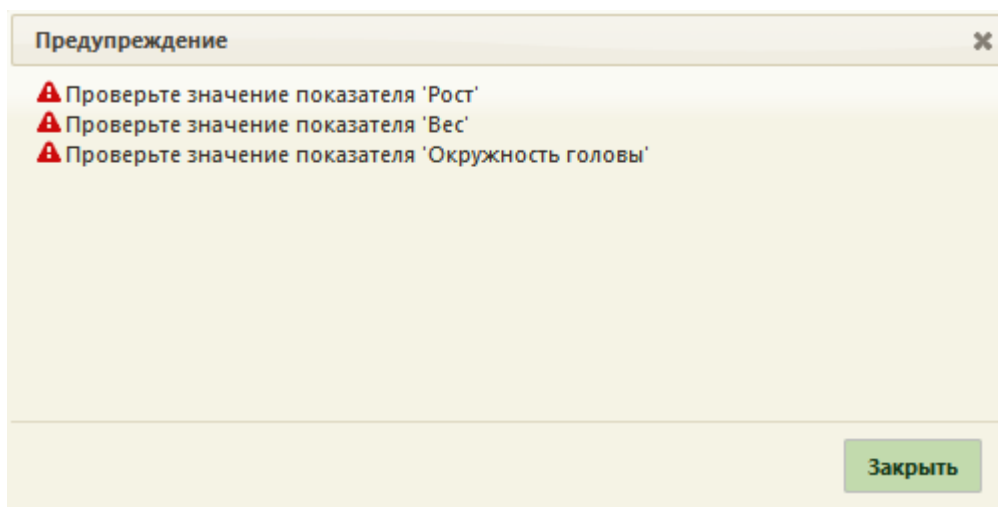 Предупреждение
Проверьте значение показателя 'Рост'
Проверьте значение показателя 'Вес'
Проверьте значение показателя 'Окружность головы'
Закрыть